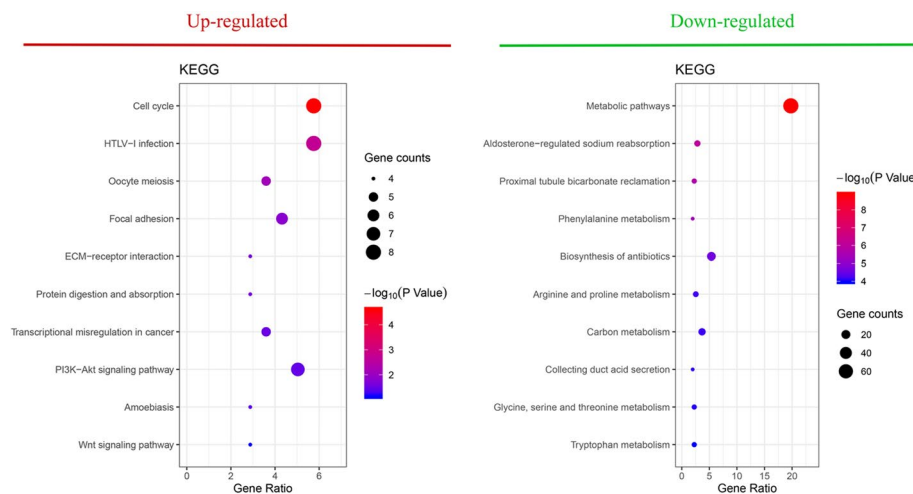 Up-regulated
KEGG
Cell cycle
HTLV−I infection
Oocyte meiosis
Focal adhesion
ECM−receptor interaction
Protein digestion and absorption
Transcriptional misregulation in cancer
PI3K−Akt signaling pathway
Amoebiasis
Wnt signaling pathway
0 2 4 6
Gene Ratio
Gene counts
4
5
6
7
8
−log10(P Value)
4
3
2
Down-regulated
KEGG
Metabolic pathways
Aldosterone−regulated sodium reabsorption
Proximal tubule bicarbonate reclamation
Phenylalanine metabolism
Biosynthesis of antibiotics
Arginine and proline metabolism
Carbon metabolism
Collecting duct acid secretion
Glycine, serine and threonine metabolism
Tryptophan metabolism
0 5 10 15 20
Gene Ratio
−log10(P Value)
8
7
6
5
4
Gene counts
20
40
60